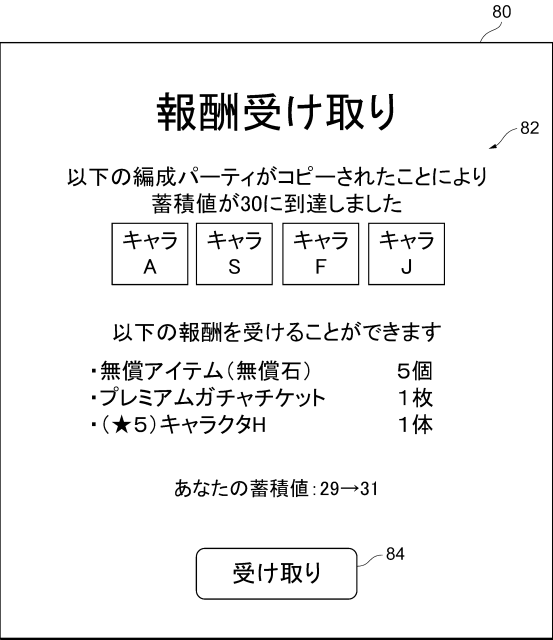 80
報酬受け取り
82
以下の編成パーティがコピーされたことにより
蓄積値が30に到達しました
キャラ キャラ キャラ キャラ
A S F J
以下の報酬を受けることができます
・無償アイテム（無償石） 5個
・プレミアムガチャチケット 1枚
・（★5）キャラクタH 1体
あなたの蓄積値：29→31
受け取り 84